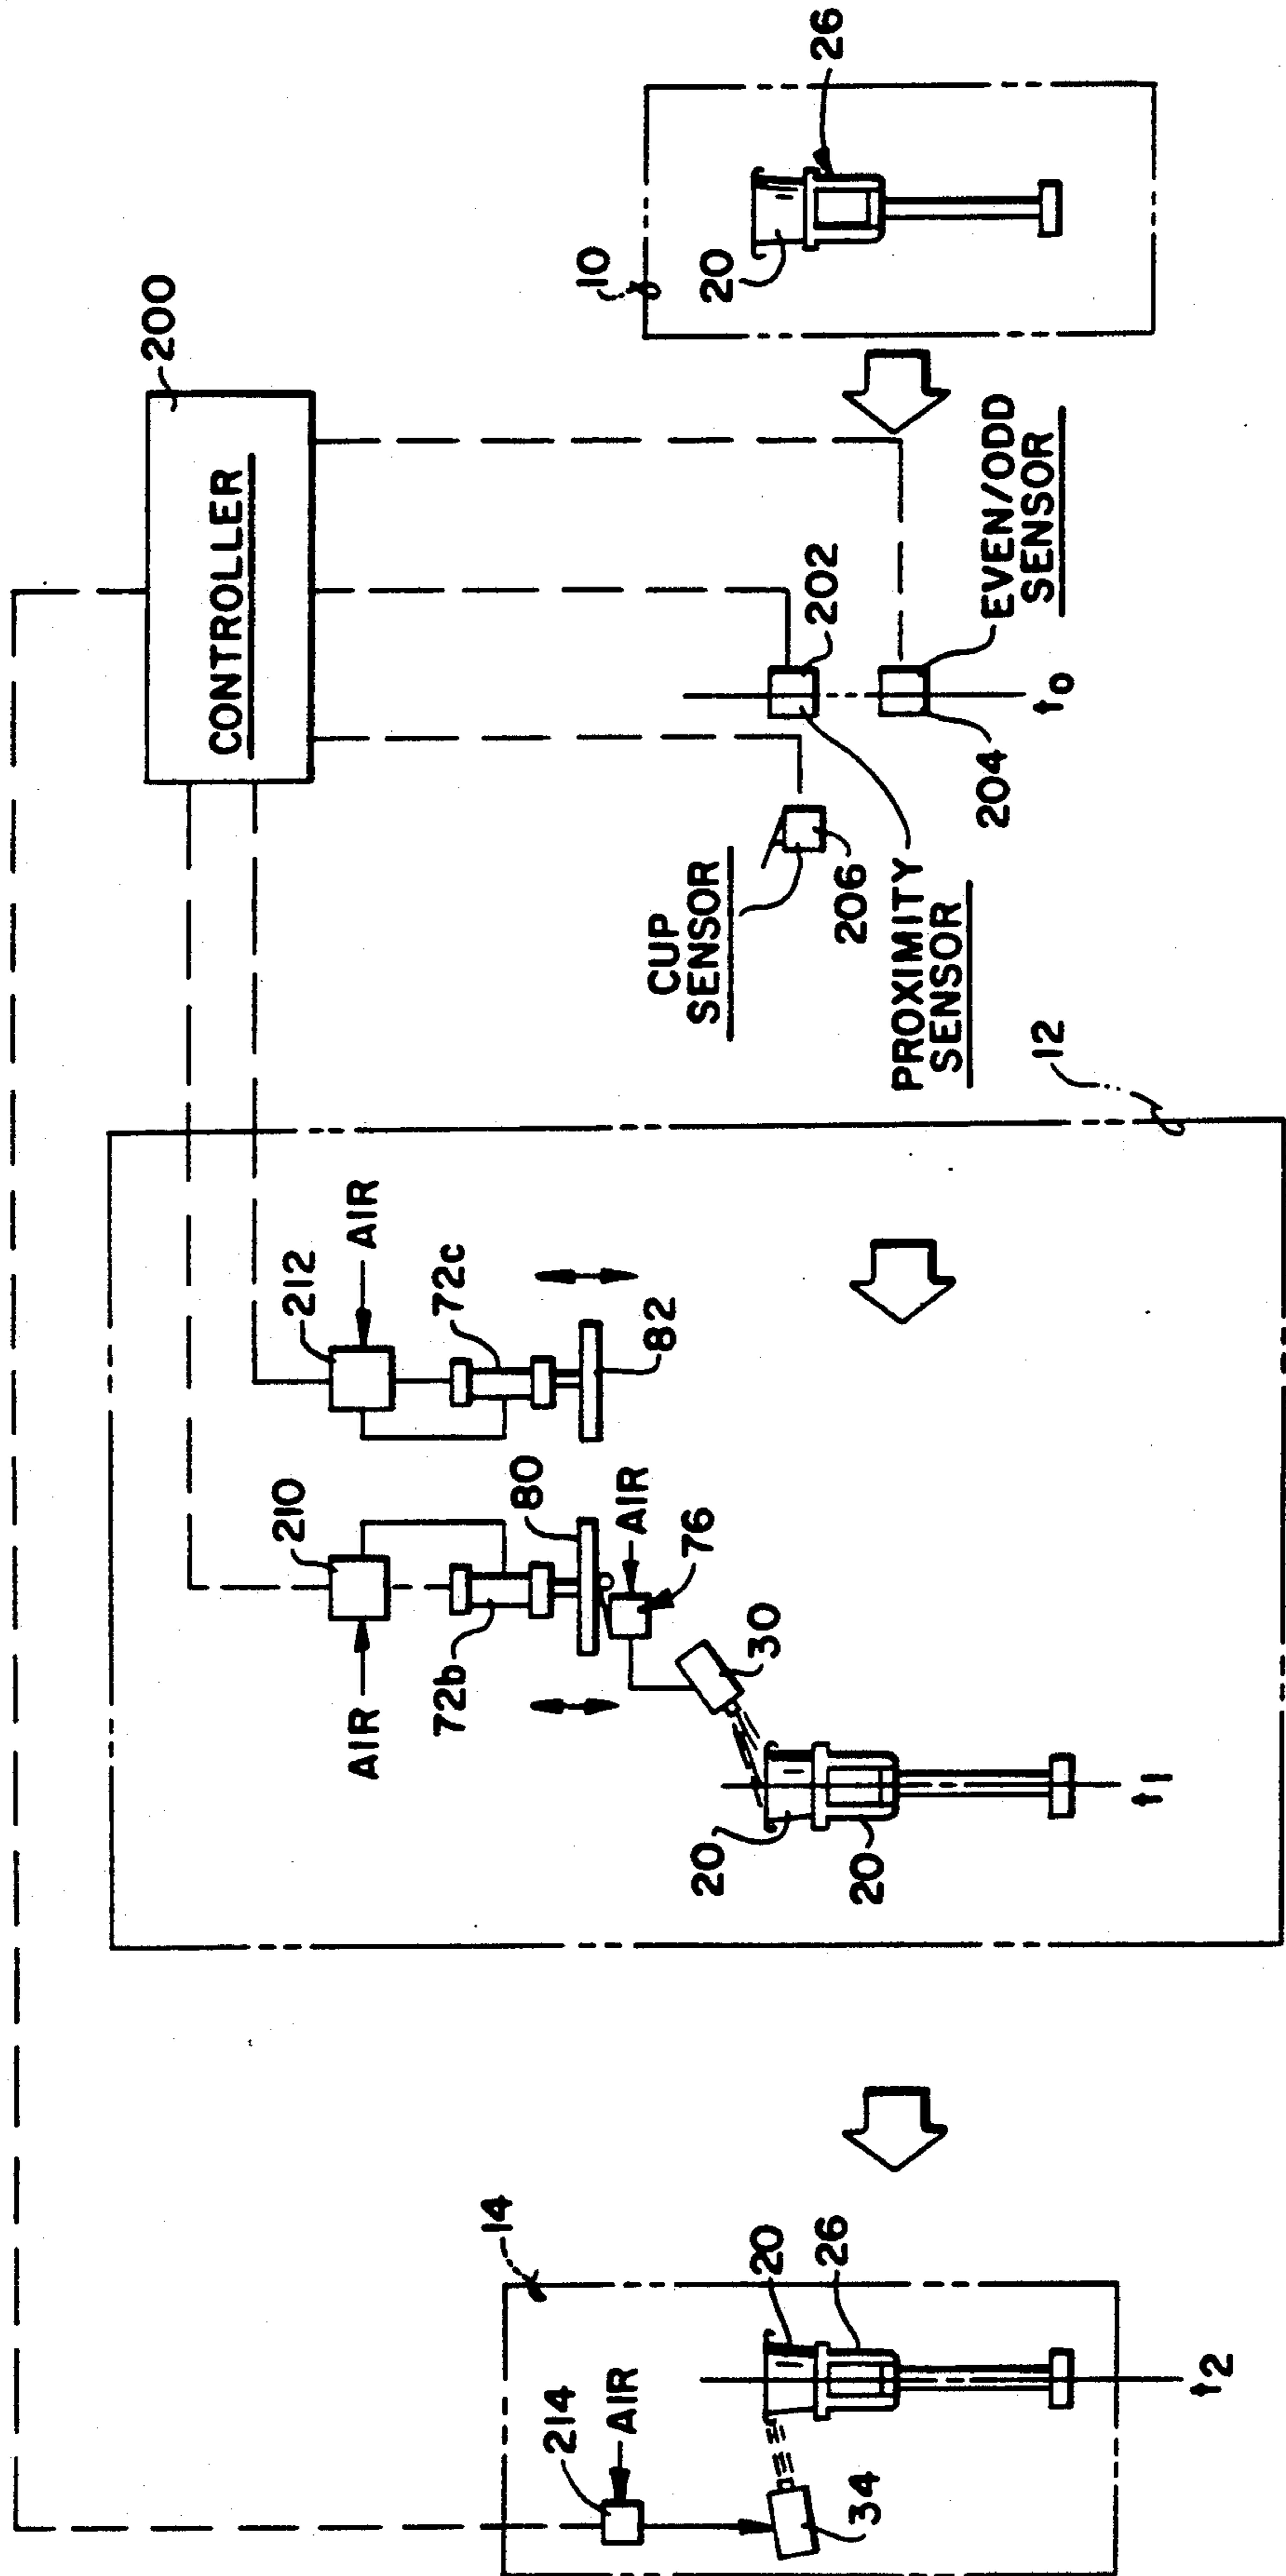 200
CONTROLLER
26
10
20
EVEN/ODD
SENSOR
202
204
t0
CUP
SENSOR
206
PROXIMITY
SENSOR
12
212
AIR
72c
82
210
AIR
72b
80
AIR
76
30
20
20
t1
14
214
AIR
20
26
34
t2